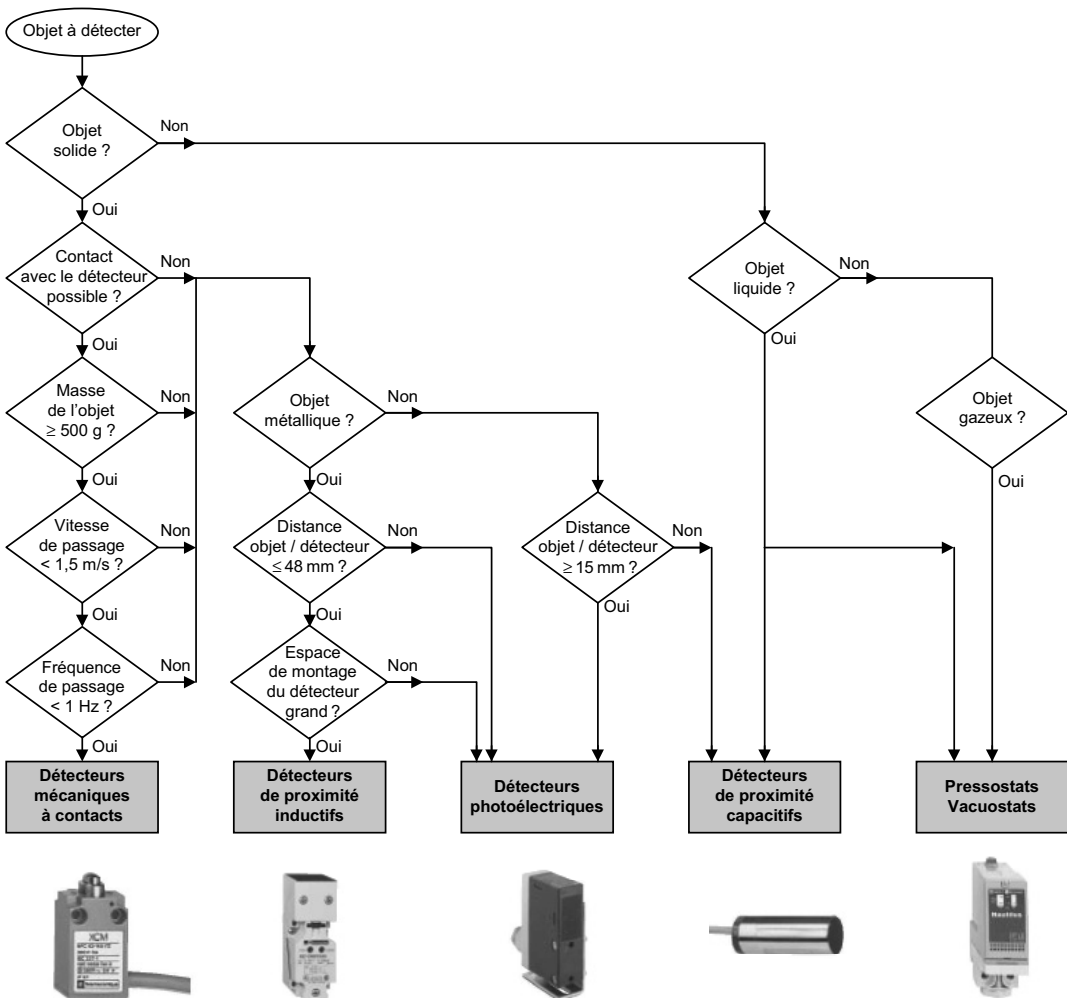 Objet à détecter
Objet
solide ?
Non
Oui
Contact
avec le détecteur
possible ?
Non
Oui
Objet
liquide ?
Non
Oui
Masse
de l'objet
≥ 500 g ?
Non
Oui
Objet
métallique ?
Non
Oui
Objet
gazeux ?
Oui
Vitesse
de passage
< 1,5 m/s ?
Non
Oui
Distance
objet / détecteur
≤ 48 mm ?
Non
Oui
Distance
objet / détecteur
≥ 15 mm ?
Non
Oui
Fréquence
de passage
< 1 Hz ?
Non
Oui
Espace
de montage
du détecteur
grand ?
Non
Oui
Détecteurs
mécaniques
à contacts
Détecteurs
de proximité
inductifs
Détecteurs
photoélectriques
Détecteurs
de proximité
capacitifs
Pressostats
Vacuostats
XCM
Nautilus